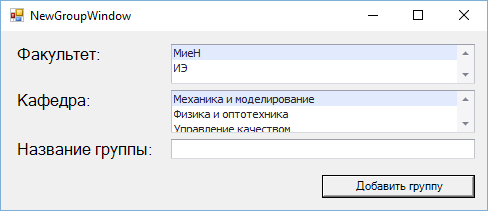 NewGroupWindow
Факультет:
МиеН
ИЭ
Кафедра:
Механика и моделирование
Физика и оптотехника
Управление качеством
Название группы:
Добавить группу